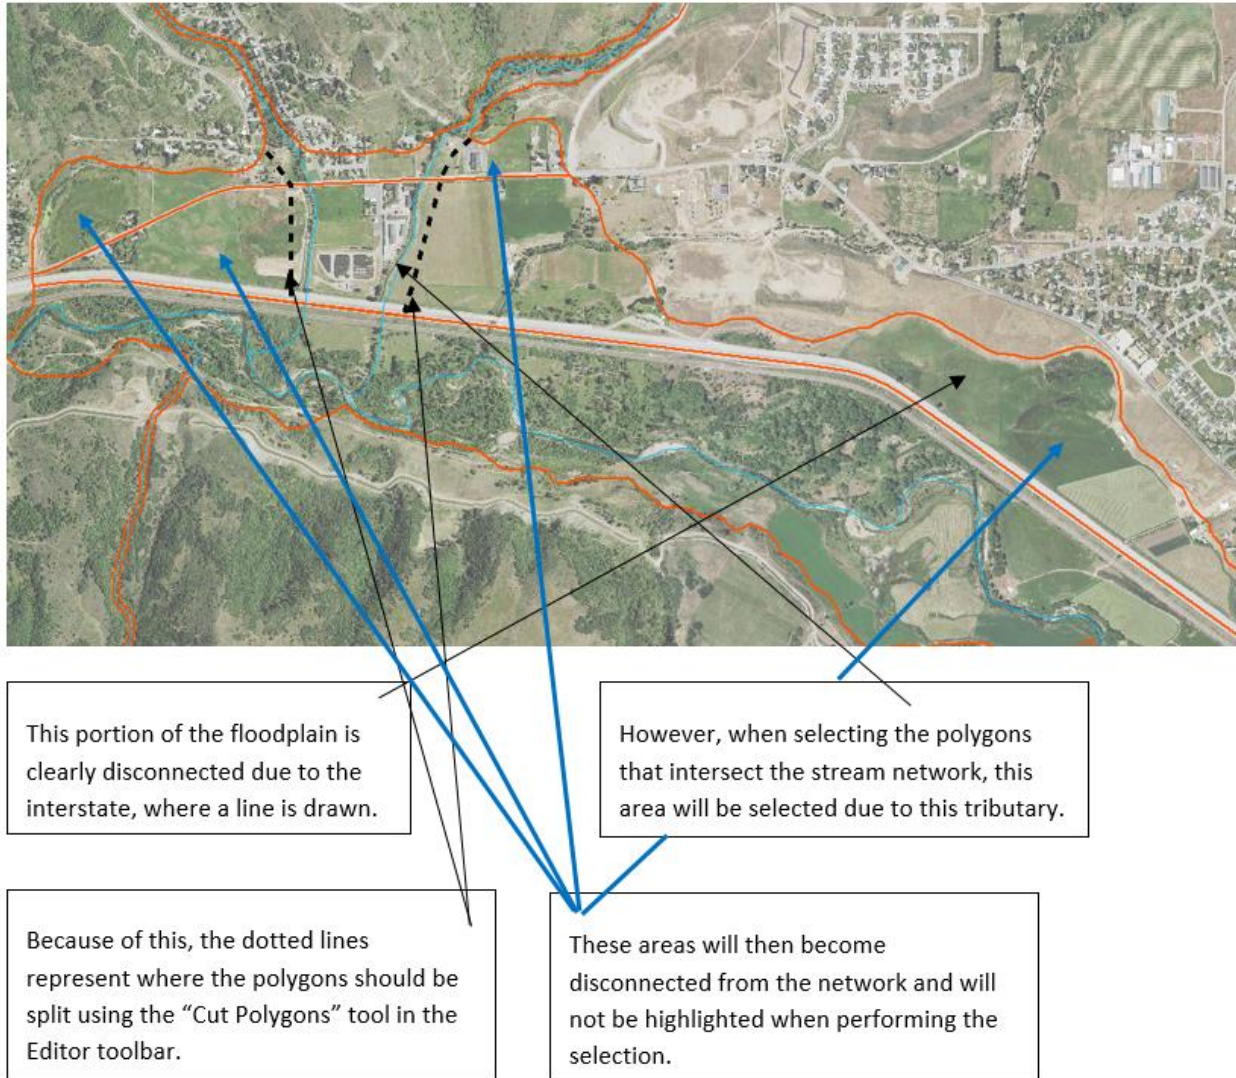 This portion of the floodplain is
clearly disconnected due to the
interstate, where a line is drawn.
However, when selecting the polygons
that intersect the stream network, this
area will be selected due to this tributary.
Because of this, the dotted lines
represent where the polygons should be
split using the “Cut Polygons” tool in the
Editor toolbar.
These areas will then become
disconnected from the network and will
not be highlighted when performing the
selection.